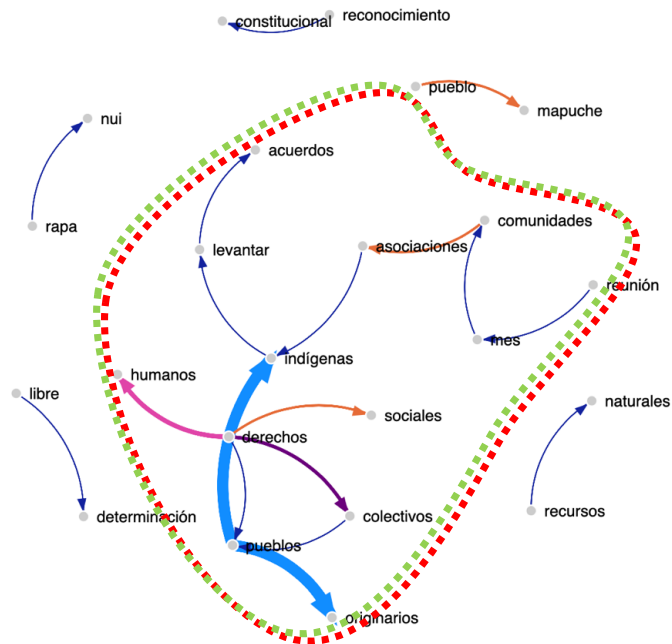 reconocimiento
constitucional
pueblo
mapuche
nui
acuerdos
comunidades
rapa
levantar
asociaciones
reunión
mes
indígenas
humanos
libre
naturales
sociales
derechos
recursos
determinación
colectivos
pueblos
originarios